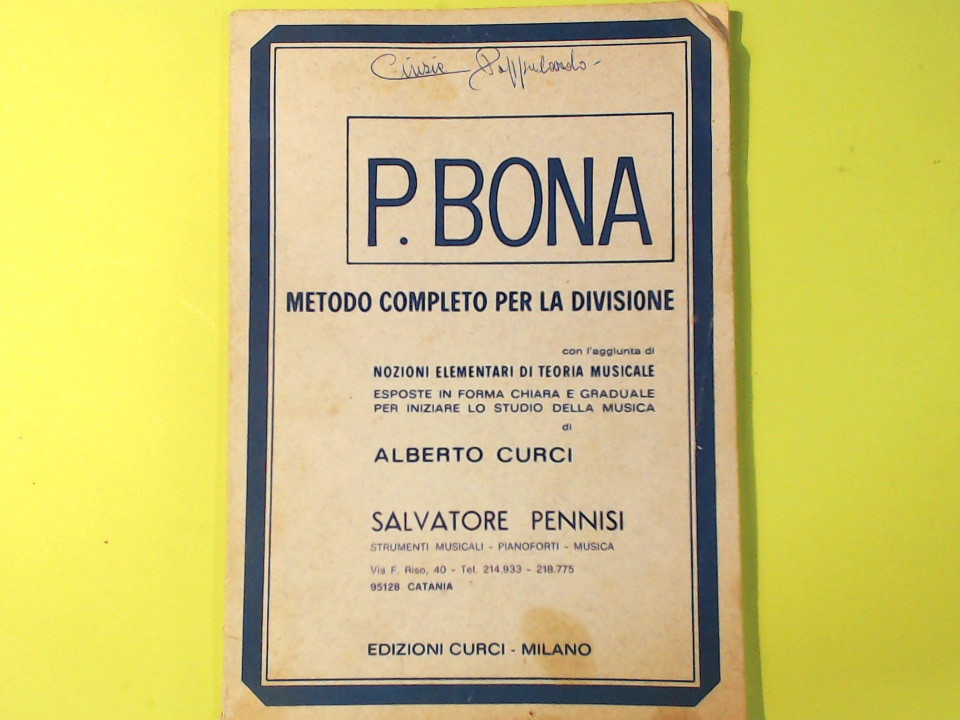 Cinzia Pappalardo
P. BONA
METODO COMPLETO PER LA DIVISIONE
con l'aggiunta di
NOZIONI ELEMENTARI DI TEORIA MUSICALE
ESPOSTE IN FORMA CHIARA E GRADUALE
PER INIZIARE LO STUDIO DELLA MUSICA
di
ALBERTO CURCI
SALVATORE PENNISI
STRUMENTI MUSICALI - PIANOFORTI - MUSICA
Via F. Riso, 40 - Tel. 214.933 - 218.775
95128 CATANIA
EDIZIONI CURCI - MILANO